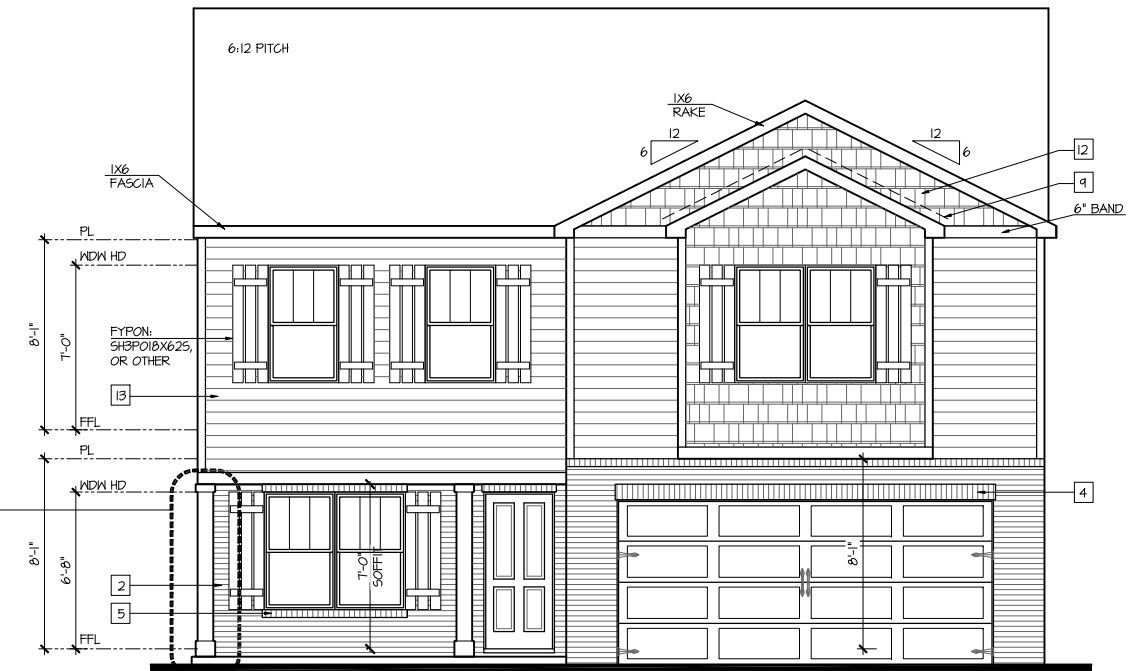 6:12 PITCH
1X6
RAKE
12
6
12
6
12
9
6" BAND
1X6
FASCIA
PL
WDW HD
8'-1"
7'-0"
FYPON:
SH3PO18X62S,
OR OTHER
13
FFL
PL
WDW HD
4
8'-1"
6'-8"
7'-0"
SOFFIT
8'-1"
2
5
FFL